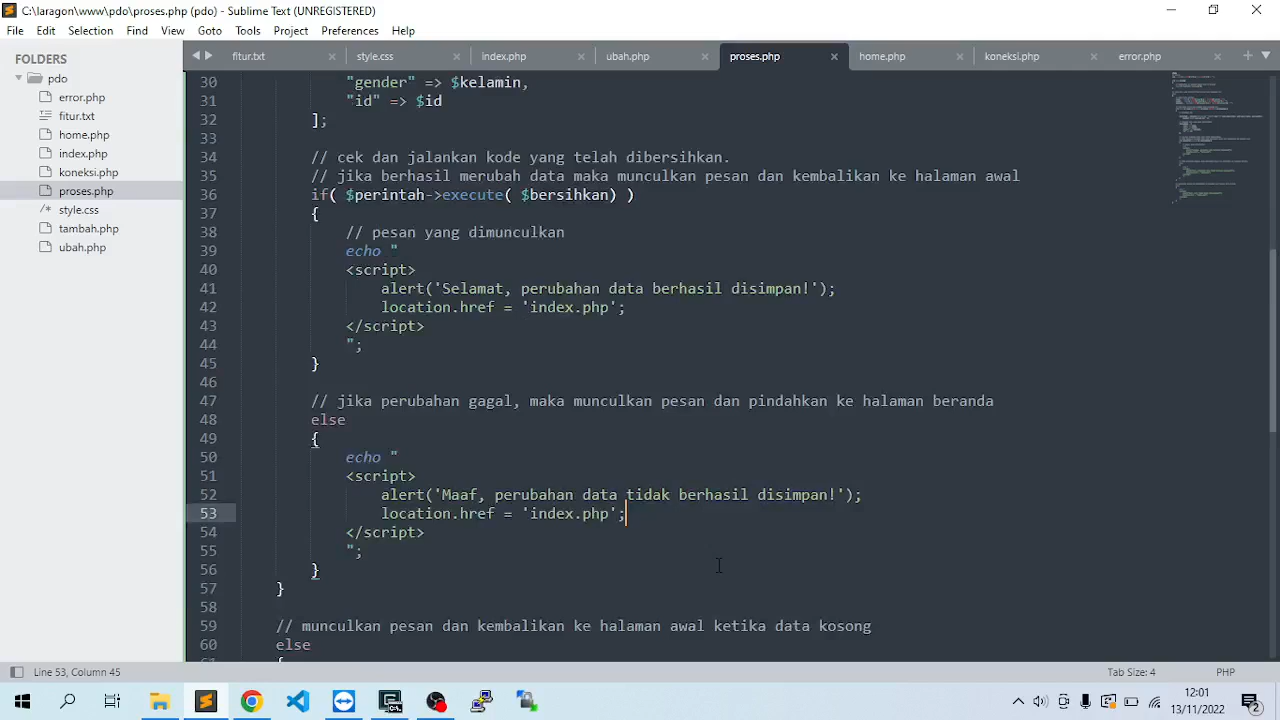 C:\laragon\www\pdo\proses.php (pdo) - Sublime Text (UNREGISTERED)
File Edit Selection Find View Goto Tools Project Preferences Help
FOLDERS
pdo
error.php
fitur.txt
home.php
index.php
koneksi.php
proses.php
style.css
tambah.php
ubah.php
fitur.txt style.css index.php ubah.php proses.php home.php koneksi.php error.php
30 "gender" => $kelamin,
31 "id" => $id
32 ];
33
34 // cek dan jalankan perite yang telah dibersihkan.
35 // jika berhasil menubah data maka munculkan pesan dan kembalikan ke halaman awal
36 if( $perintah->execute( $bersihkan) )
37 {
38 // pesan yang dimunculkan
39 echo "
40 <script>
41 alert('Selamat, perubahan data berhasil disimpan!');
42 location.href = 'index.php';
43 </script>
44 ";
45 }
46
47 // jika perubahan gagal, maka munculkan pesan dan pindahkan ke halaman beranda
48 else
49 {
50 echo "
51 <script>
52 alert('Maaf, perubahan data tidak berhasil disimpan!');
53 location.href = 'index.php';
54 </script>
55 ";
56 }
57 }
58
59 // munculkan pesan dan kembalikan ke halaman awal ketika data kosong
60 else
61 {
Line 53, Column 45
Tab Size: 4
PHP
12:01
13/11/2022
2